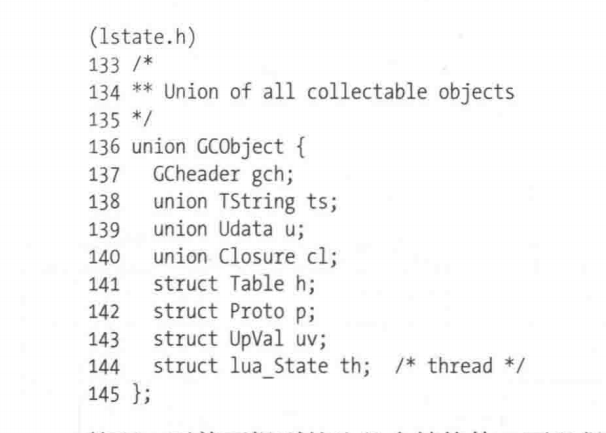 (lstate.h)
133 /*
134 ** Union of all collectable objects
135 */
136 union GCObject {
137   GCheader gch;
138   union TString ts;
139   union Udata u;
140   union Closure cl;
141   struct Table h;
142   struct Proto p;
143   struct UpVal uv;
144   struct lua_State th;  /* thread */
145 };